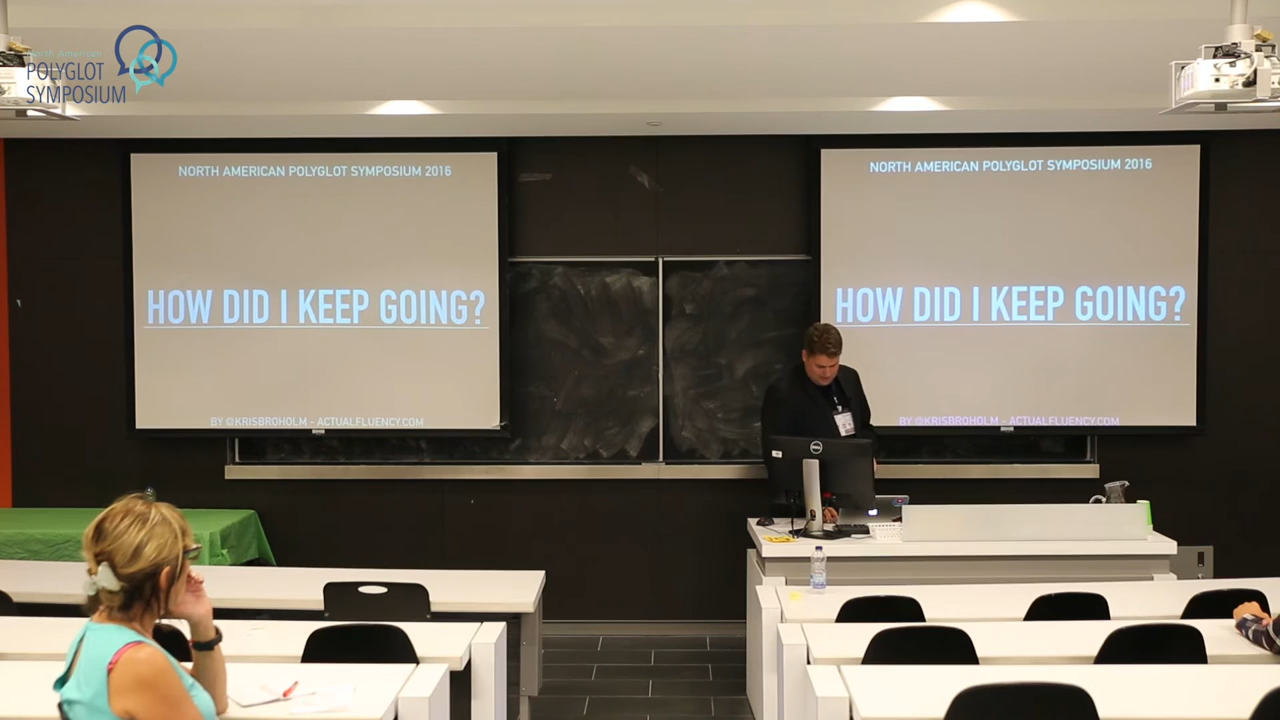 North American
POLYGLOT
SYMPOSIUM
NORTH AMERICAN POLYGLOT SYMPOSIUM 2016
HOW DID I KEEP GOING?
BY @KRISBROHOLM - ACTUALFLUENCY.COM
NORTH AMERICAN POLYGLOT SYMPOSIUM 2016
HOW DID I KEEP GOING?
BY @KRISBROHOLM - ACTUALFLUENCY.COM
DELL